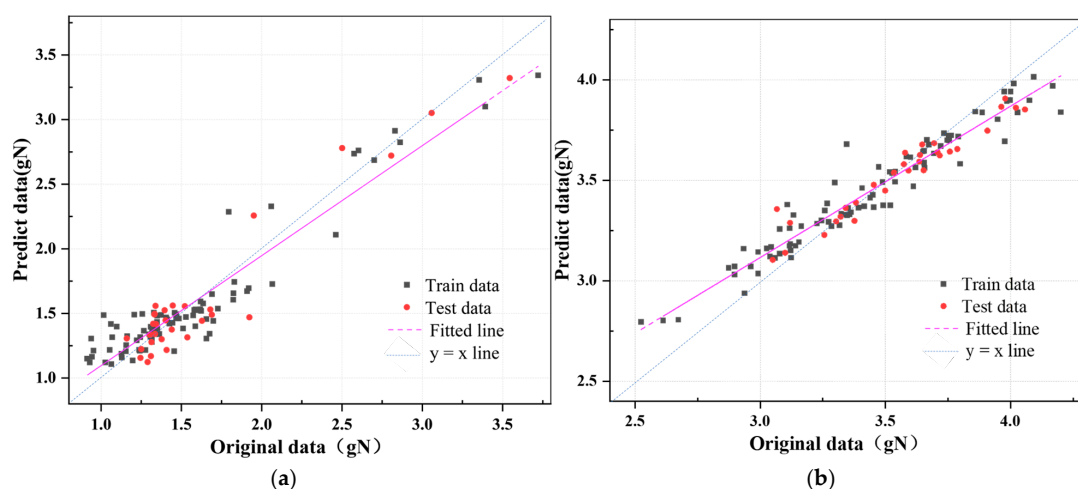 3.5
3.0
2.5
2.0
1.5
1.0
Predict data(gN)
Train data
Test data
Fitted line
y = x line
1.0 1.5 2.0 2.5 3.0 3.5
Original data（gN）
(a)
4.0
3.5
3.0
2.5
Predict data(gN)
Train data
Test data
Fitted line
y = x line
2.5 3.0 3.5 4.0
Original data（gN）
(b)